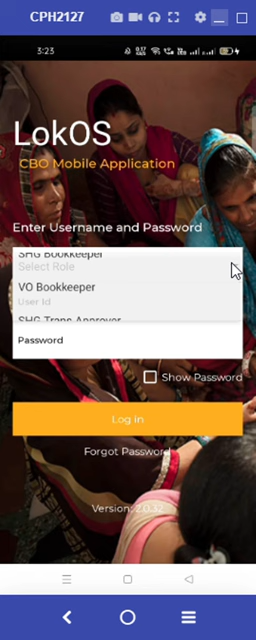 CPH2127
3:23
LokOS
CBO Mobile Application
Enter Username and Password
SHG Bookkeeper
Select Role
VO Bookkeeper
User Id
SHG Trans Approver
Password
Show Password
Log in
Forgot Password
Version: 2.0.32